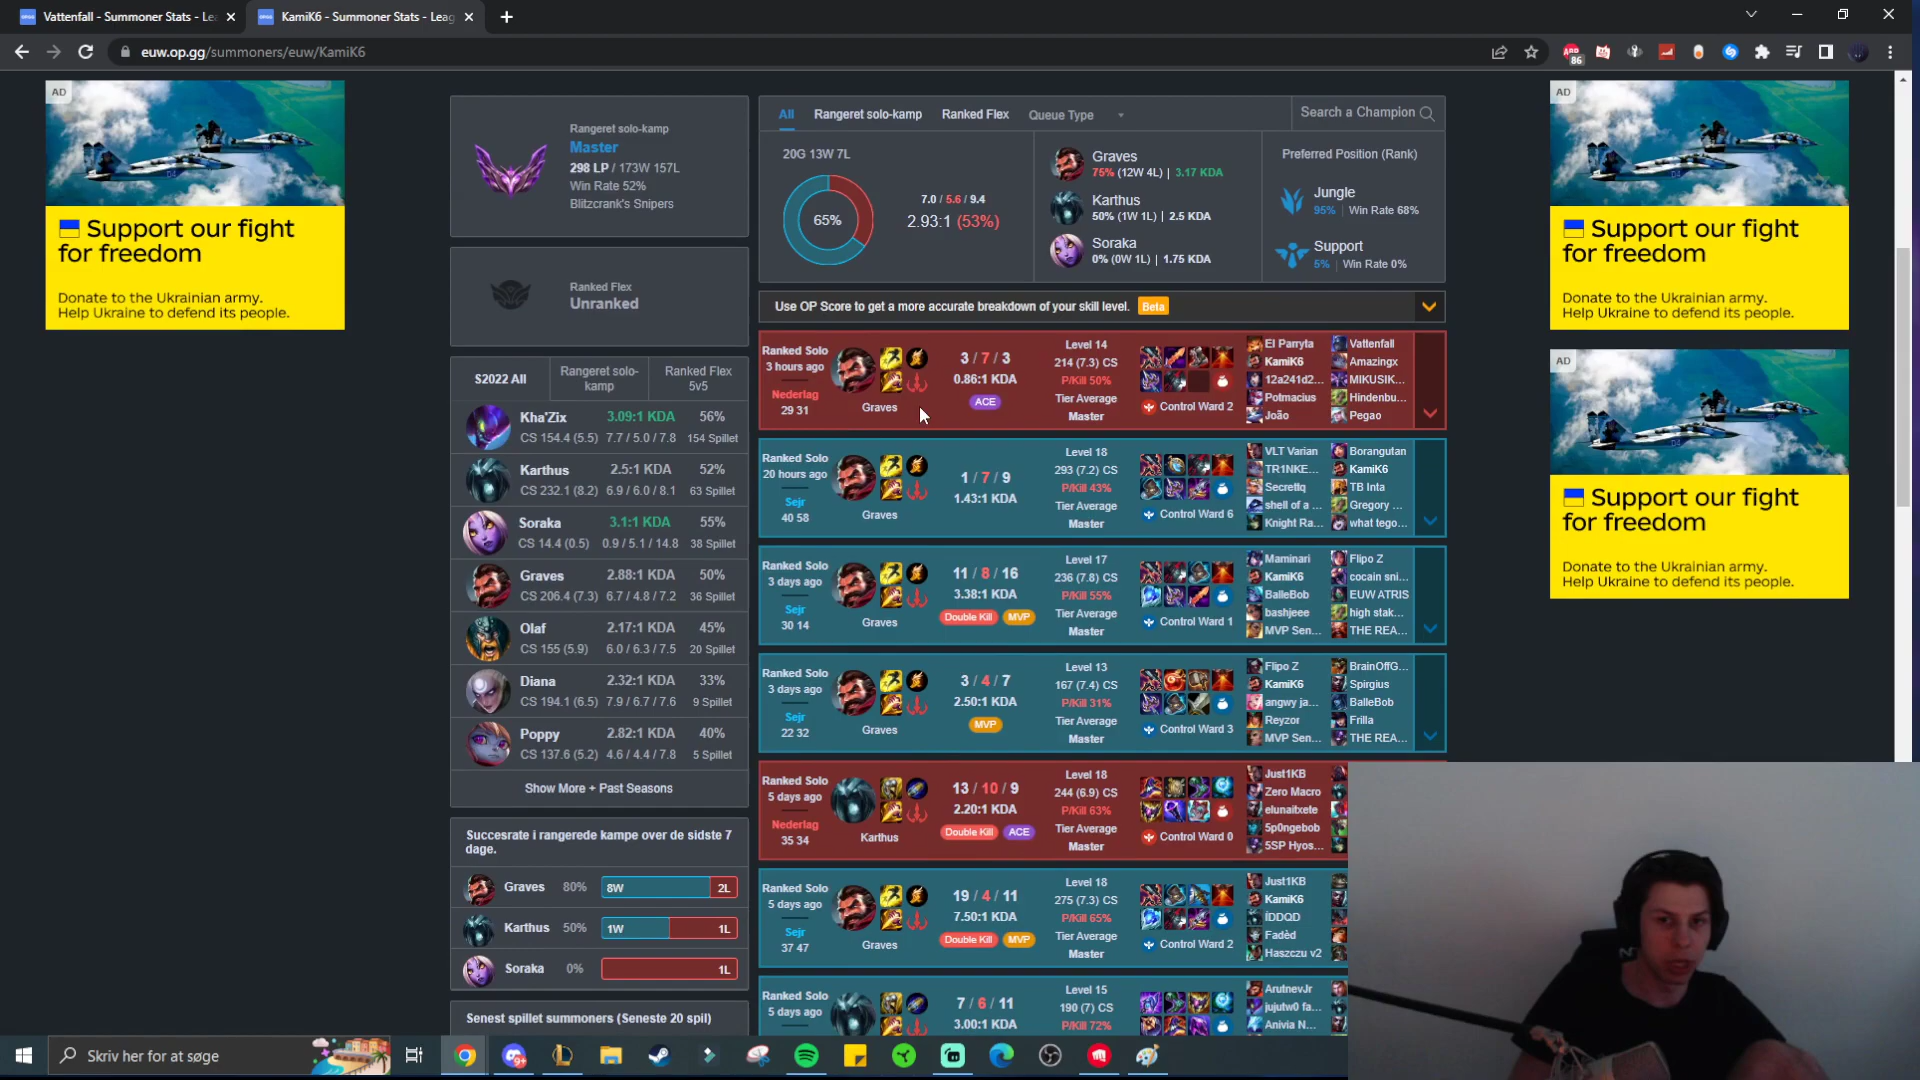 Vattenfall - Summoner Stats - Le
KamiK6 - Summoner Stats - Leag
euw.op.gg/summoners/euw/KamiK6
86
AD
Support our fight
for freedom
Donate to the Ukrainian army.
Help Ukraine to defend its people.
Rangeret solo-kamp
Master
298 LP / 173W 157L
Win Rate 52%
Blitzcrank's Snipers
Ranked Flex
Unranked
S2022 All
Rangeret solo-
kamp
Ranked Flex
5v5
Kha'Zix 3.09:1 KDA 56%
CS 154.4 (5.5) 7.7 / 5.0 / 7.8 154 Spillet
Karthus 2.5:1 KDA 52%
CS 232.1 (8.2) 6.9 / 6.0 / 8.1 63 Spillet
Soraka 3.1:1 KDA 55%
CS 14.4 (0.5) 0.9 / 5.1 / 14.8 38 Spillet
Graves 2.88:1 KDA 50%
CS 206.4 (7.3) 6.7 / 4.8 / 7.2 36 Spillet
Olaf 2.17:1 KDA 45%
CS 155 (5.9) 6.0 / 6.3 / 7.5 20 Spillet
Diana 2.32:1 KDA 33%
CS 194.1 (6.5) 7.9 / 6.7 / 7.6 9 Spillet
Poppy 2.82:1 KDA 40%
CS 137.6 (5.2) 4.6 / 4.4 / 7.8 5 Spillet
Show More + Past Seasons
Succesrate i rangerede kampe over de sidste 7
dage.
Graves 80% 8W 2L
Karthus 50% 1W 1L
Soraka 0% 1L
Senest spillet summoners (Seneste 20 spil)
All Rangeret solo-kamp Ranked Flex Queue Type Search a Champion
20G 13W 7L
65%
7.0 / 5.6 / 9.4
2.93:1 (53%)
Graves
75% (12W 4L) | 3.17 KDA
Karthus
50% (1W 1L) | 2.5 KDA
Soraka
0% (0W 1L) | 1.75 KDA
Preferred Position (Rank)
Jungle
95% Win Rate 68%
Support
5% Win Rate 0%
Use OP Score to get a more accurate breakdown of your skill level. Beta
Ranked Solo
3 hours ago
Nederlag
29 31
Graves
3 / 7 / 3
0.86:1 KDA
ACE
Level 14
214 (7.3) CS
P/Kill 50%
Tier Average
Master
Control Ward 2
El Parryta
KamiK6
12a241d2...
Potmacius
João
Vattenfall
Amazingx
MIKUSIK...
Hindenbu...
Pegao
Ranked Solo
20 hours ago
Sejr
40 58
Graves
1 / 7 / 9
1.43:1 KDA
Level 18
293 (7.2) CS
P/Kill 43%
Tier Average
Master
Control Ward 6
VLT Varian
TR1NKE...
Secretlq
shell of a ...
Knight Ra...
Borangutan
KamiK6
TB Inta
Gregory ...
what tego...
Ranked Solo
3 days ago
Sejr
30 14
Graves
11 / 8 / 16
3.38:1 KDA
Double Kill MVP
Level 17
236 (7.8) CS
P/Kill 55%
Tier Average
Master
Control Ward 1
Maminari
KamiK6
BalleBob
bashjeee
MVP Sen...
Flipo Z
cocain sni...
EUW ATRIS
high stak...
THE REA...
Ranked Solo
3 days ago
Sejr
22 32
Graves
3 / 4 / 7
2.50:1 KDA
MVP
Level 13
167 (7.4) CS
P/Kill 31%
Tier Average
Master
Control Ward 3
Flipo Z
KamiK6
angwy ja...
Reyzor
MVP Sen...
BrainOffG...
Spirgius
BalleBob
Frilla
THE REA...
Ranked Solo
5 days ago
Nederlag
35 34
Karthus
13 / 10 / 9
2.20:1 KDA
Double Kill ACE
Level 18
244 (6.9) CS
P/Kill 63%
Tier Average
Master
Control Ward 0
Just1KB
Zero Macro
elunaitxete
5p0ngebob
5SP Hyos...
Ranked Solo
5 days ago
Sejr
37 47
Graves
19 / 4 / 11
7.50:1 KDA
Double Kill MVP
Level 18
275 (7.3) CS
P/Kill 65%
Tier Average
Master
Control Ward 2
Just1KB
KamiK6
ÍDDQD
Fadèd
Haszczu v2
Ranked Solo
5 days ago
7 / 6 / 11
3.00:1 KDA
Level 15
190 (7) CS
P/Kill 72%
ArutnevJr
jujutw0 fa...
Anivia N...
AD
Support our fight
for freedom
Donate to the Ukrainian army.
Help Ukraine to defend its people.
AD
Support our fight
for freedom
Donate to the Ukrainian army.
Help Ukraine to defend its people.
Skriv her for at søge